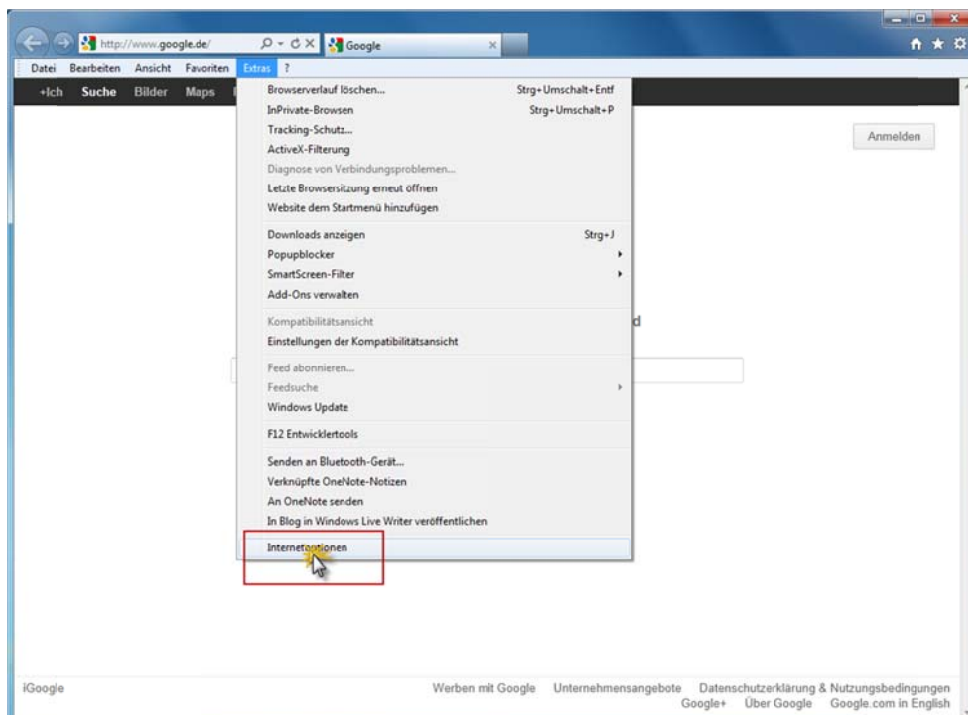 http://www.google.de/
Google
Datei Bearbeiten Ansicht Favoriten Extras ?
+Ich Suche Bilder Maps
Anmelden
Browserverlauf löschen... Strg+Umschalt+Entf
InPrivate-Browsen Strg+Umschalt+P
Tracking-Schutz...
ActiveX-Filterung
Diagnose von Verbindungsproblemen...
Letzte Browsersitzung erneut öffnen
Website dem Startmenü hinzufügen
Downloads anzeigen Strg+J
Popupblocker
SmartScreen-Filter
Add-Ons verwalten
Kompatibilitätsansicht
d
Einstellungen der Kompatibilitätsansicht
Feed abonnieren...
Feedsuche
Windows Update
F12 Entwicklertools
Senden an Bluetooth-Gerät...
Verknüpfte OneNote-Notizen
An OneNote senden
In Blog in Windows Live Writer veröffentlichen
Internetoptionen
iGoogle Werben mit Google Unternehmensangebote Datenschutzerklärung & Nutzungsbedingungen
Google+ Über Google Google.com in English